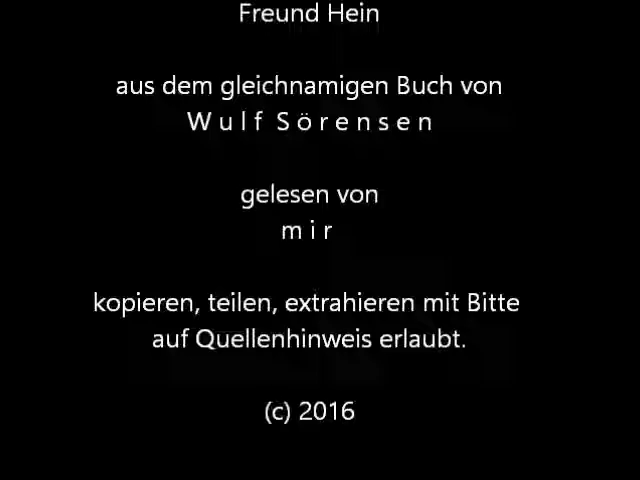 Freund Hein
aus dem gleichnamigen Buch von
W u l f  S ö r e n s e n
gelesen von
m i r
kopieren, teilen, extrahieren mit Bitte
auf Quellenhinweis erlaubt.
(c) 2016